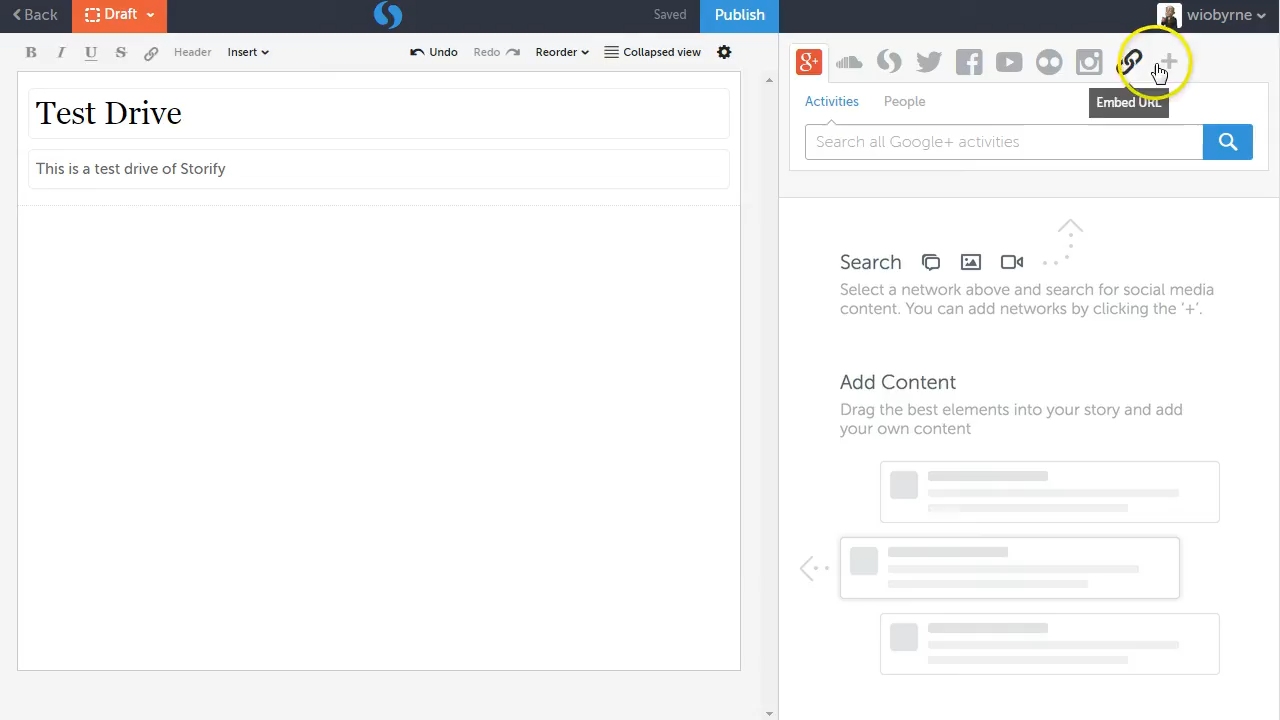 Back
Draft
Saved
Publish
wiobyrne
B I U S Header Insert
Undo Redo Reorder Collapsed view
g+
Embed URL
Test Drive
This is a test drive of Storify
Activities People
Search all Google+ activities
Search
Select a network above and search for social media
content. You can add networks by clicking the ‘+’.
Add Content
Drag the best elements into your story and add
your own content